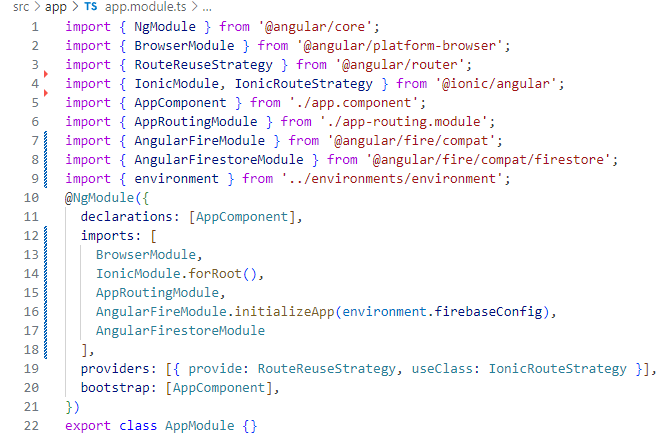 src > app > TS app.module.ts > ...
1 import { NgModule } from '@angular/core';
2 import { BrowserModule } from '@angular/platform-browser';
3 import { RouteReuseStrategy } from '@angular/router';
4 import { IonicModule, IonicRouteStrategy } from '@ionic/angular';
5 import { AppComponent } from './app.component';
6 import { AppRoutingModule } from './app-routing.module';
7 import { AngularFireModule } from '@angular/fire/compat';
8 import { AngularFirestoreModule } from '@angular/fire/compat/firestore';
9 import { environment } from '../environments/environment';
10 @NgModule({
11 declarations: [AppComponent],
12 imports: [
13 BrowserModule,
14 IonicModule.forRoot(),
15 AppRoutingModule,
16 AngularFireModule.initializeApp(environment.firebaseConfig),
17 AngularFirestoreModule
18 ],
19 providers: [{ provide: RouteReuseStrategy, useClass: IonicRouteStrategy }],
20 bootstrap: [AppComponent],
21 })
22 export class AppModule {}